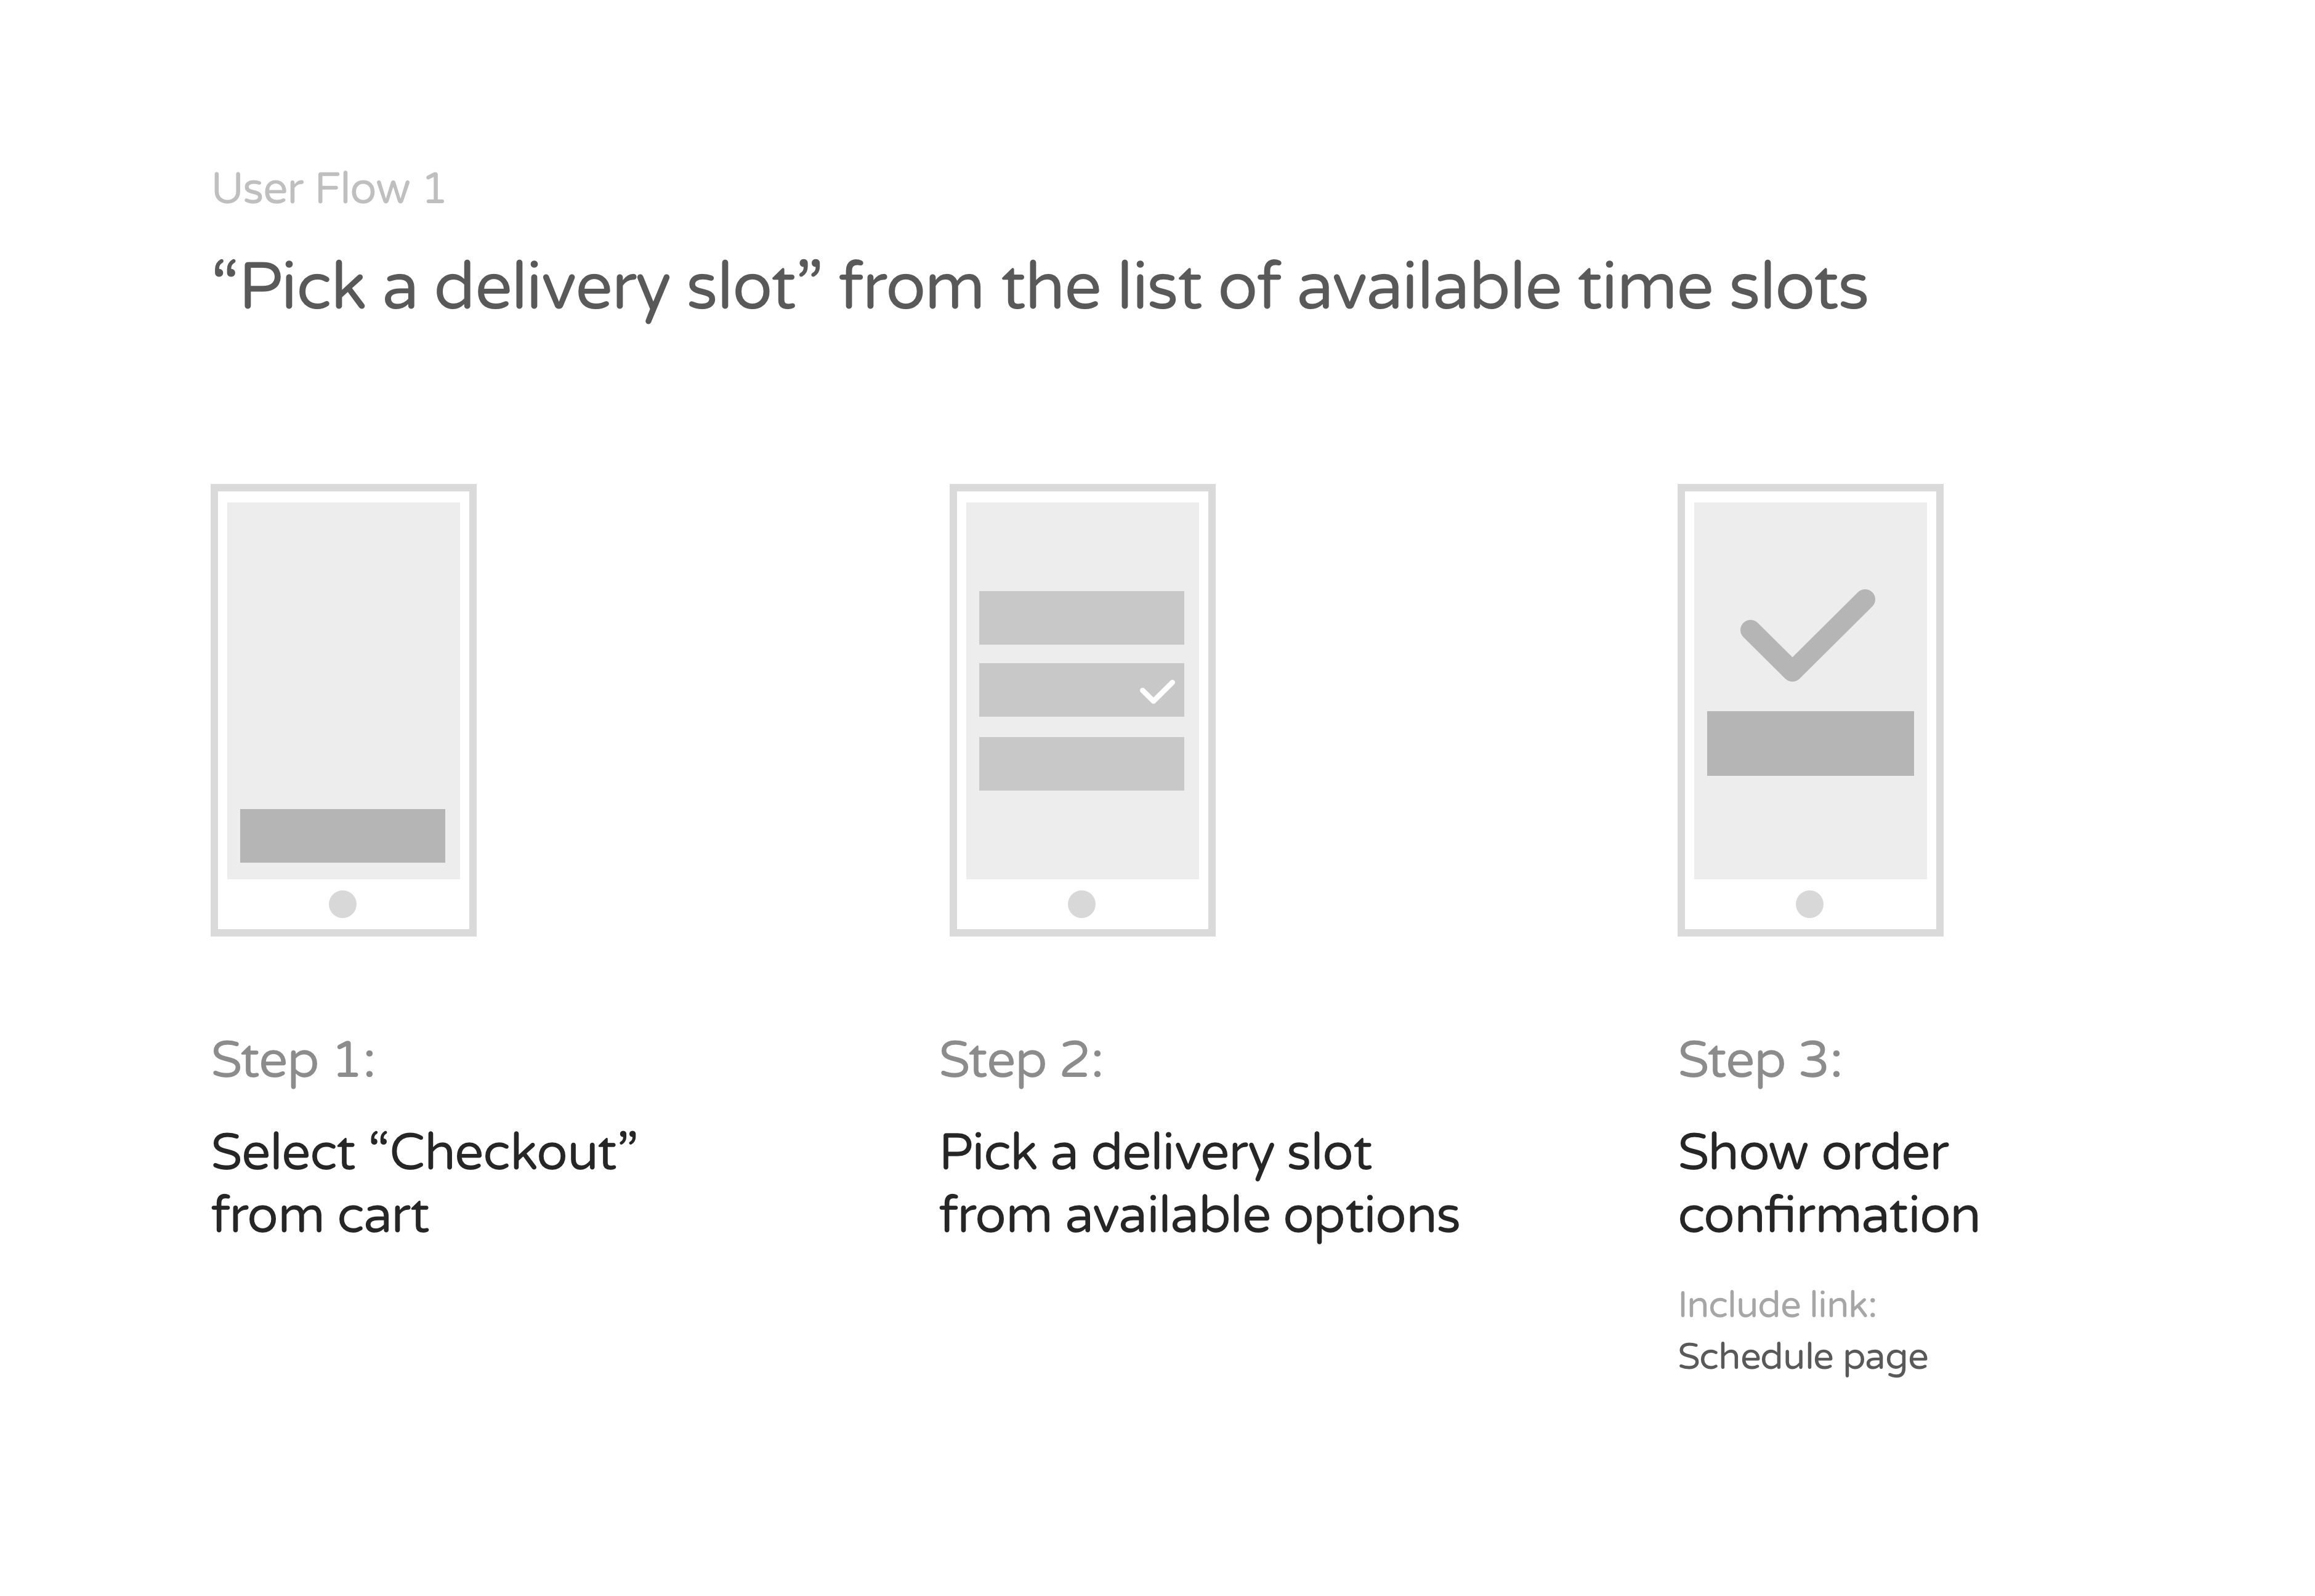 User Flow 1
“Pick a delivery slot” from the list of available time slots
Step 1:
Select “Checkout”
from cart
Step 2:
Pick a delivery slot
from available options
Step 3:
Show order
confirmation
Include link:
Schedule page